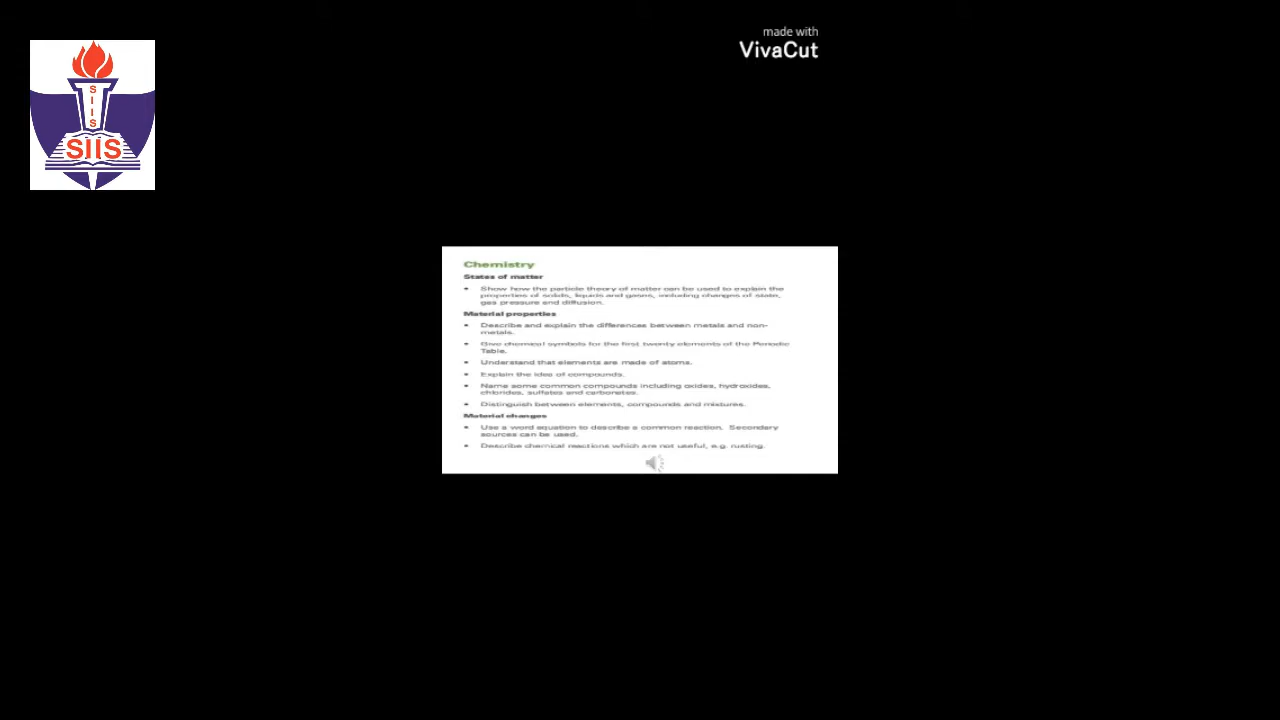 made with
VivaCut
S
I
I
S
SIIS
Chemistry
States of matter
• Show how the particle theory of matter can be used to explain the
properties of solids, liquids and gases, including changes of state,
gas pressure and diffusion.
Material properties
• Describe and explain the differences between metals and non-
metals.
• Give chemical symbols for the first twenty elements of the Periodic
Table.
• Understand that elements are made of atoms.
• Explain the idea of compounds.
• Name some common compounds including oxides, hydroxides,
chlorides, sulfates and carbonates.
• Distinguish between elements, compounds and mixtures.
Material changes
• Use a word equation to describe a common reaction. Secondary
sources can be used.
• Describe chemical reactions which are not useful, e.g. rusting.